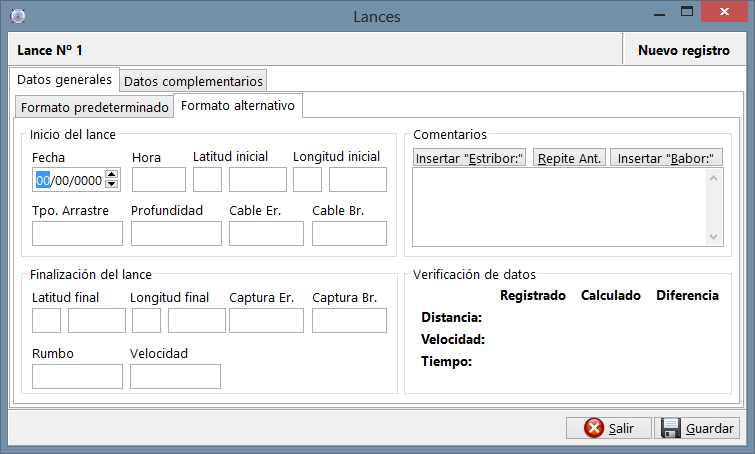 Lances
Lance Nº 1
Nuevo registro
Datos generales Datos complementarios
Formato predeterminado Formato alternativo
Inicio del lance
Fecha Hora Latitud inicial Longitud inicial
00/00/0000
Tpo. Arrastre Profundidad Cable Er. Cable Br.
Comentarios
Insertar "Estribor:" Repite Ant. Insertar "Babor:"
Finalización del lance
Latitud final Longitud final Captura Er. Captura Br.
Rumbo Velocidad
Verificación de datos
Registrado Calculado Diferencia
Distancia:
Velocidad:
Tiempo:
Salir Guardar